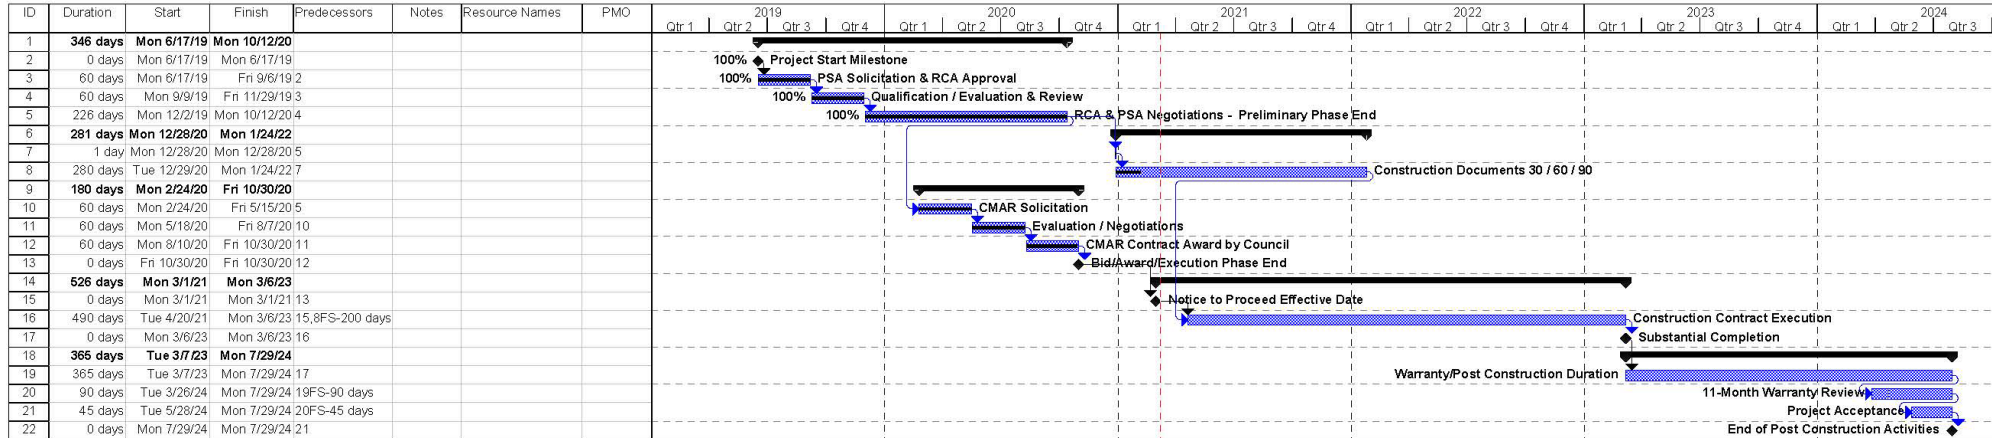 ID Duration Start Finish Predecessors Notes Resource Names PMO 2019 2020 2021 2022 2023 2024
Qtr 1 Qtr 2 Qtr 3 Qtr 4 Qtr 1 Qtr 2 Qtr 3 Qtr 4 Qtr 1 Qtr 2 Qtr 3 Qtr 4 Qtr 1 Qtr 2 Qtr 3 Qtr 4 Qtr 1 Qtr 2 Qtr 3 Qtr 4 Qtr 1 Qtr 2 Qtr 3
1 346 days Mon 6/17/19 Mon 10/12/20
2 0 days Mon 6/17/19 Mon 6/17/19 100% Project Start Milestone
3 60 days Mon 6/17/19 Fri 9/6/19 2 100% PSA Solicitation & RCA Approval
4 60 days Mon 9/9/19 Fri 11/29/19 3 100% Qualification / Evaluation & Review
5 226 days Mon 12/2/19 Mon 10/12/20 4 100% RCA & PSA Negotiations - Preliminary Phase End
6 281 days Mon 12/28/20 Mon 1/24/22
7 1 day Mon 12/28/20 Mon 12/28/20 5
8 280 days Tue 12/29/20 Mon 1/24/22 7 Construction Documents 30 / 60 / 90
9 180 days Mon 2/24/20 Fri 10/30/20
10 60 days Mon 2/24/20 Fri 5/15/20 5 CMAR Solicitation
11 60 days Mon 5/18/20 Fri 8/7/20 10 Evaluation / Negotiations
12 60 days Mon 8/10/20 Fri 10/30/20 11 CMAR Contract Award by Council
13 0 days Fri 10/30/20 Fri 10/30/20 12 Bid/Award/Execution Phase End
14 526 days Mon 3/1/21 Mon 3/6/23
15 0 days Mon 3/1/21 Mon 3/1/21 13 Notice to Proceed Effective Date
16 490 days Tue 4/20/21 Mon 3/6/23 15,8FS-200 days Construction Contract Execution
17 0 days Mon 3/6/23 Mon 3/6/23 16 Substantial Completion
18 365 days Tue 3/7/23 Mon 7/29/24
19 365 days Tue 3/7/23 Mon 7/29/24 17 Warranty/Post Construction Duration
20 90 days Tue 3/26/24 Mon 7/29/24 19FS-90 days 11-Month Warranty Review
21 45 days Tue 5/28/24 Mon 7/29/24 20FS-45 days Project Acceptance
22 0 days Mon 7/29/24 Mon 7/29/24 21 End of Post Construction Activities